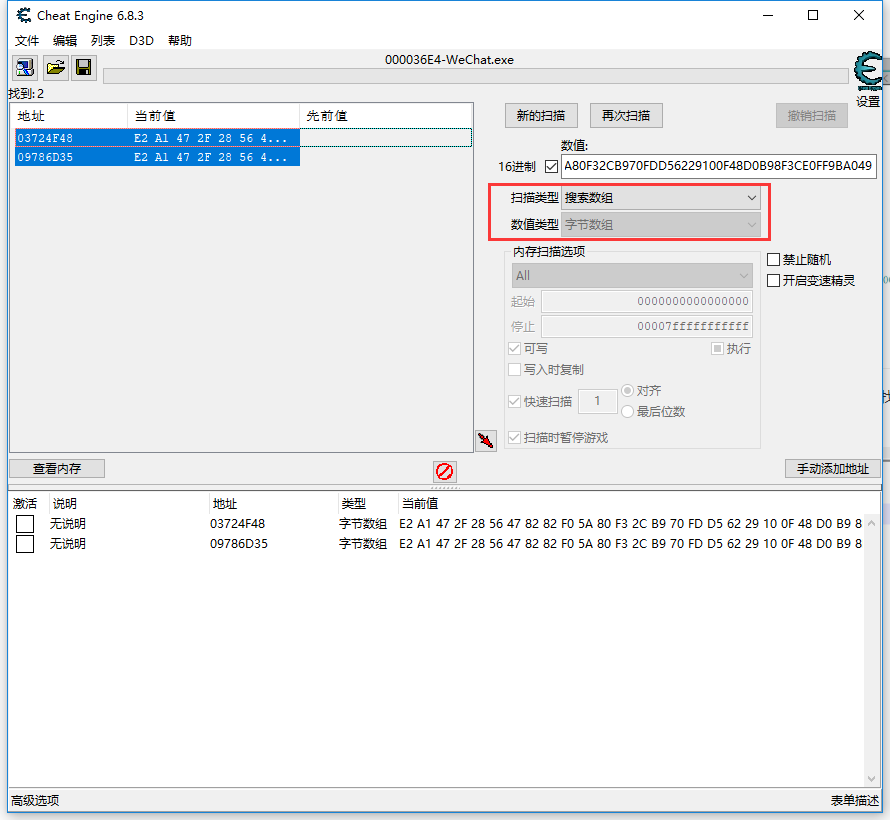 Cheat Engine 6.8.3
文件 编辑 列表 D3D 帮助
000036E4-WeChat.exe
设置
找到: 2
地址 当前值 先前值
03724F48 E2 A1 47 2F 28 56 4...
09786D35 E2 A1 47 2F 28 56 4...
新的扫描 再次扫描 撤销扫描
数值:
16进制 A80F32CB970FDD56229100F48D0B98F3CE0FF9BA049
扫描类型 搜索数组
数值类型 字节数组
内存扫描选项
All
起始 0000000000000000
停止 00007fffffffffff
可写 执行
写入时复制
快速扫描 1 对齐
最后位数
扫描时暂停游戏
禁止随机
开启变速精灵
查看内存 手动添加地址
激活 说明 地址 类型 当前值
无说明 03724F48 字节数组 E2 A1 47 2F 28 56 47 82 82 F0 5A 80 F3 2C B9 70 FD D5 62 29 10 0F 48 D0 B9 8
无说明 09786D35 字节数组 E2 A1 47 2F 28 56 47 82 82 F0 5A 80 F3 2C B9 70 FD D5 62 29 10 0F 48 D0 B9 8
高级选项 表单描述